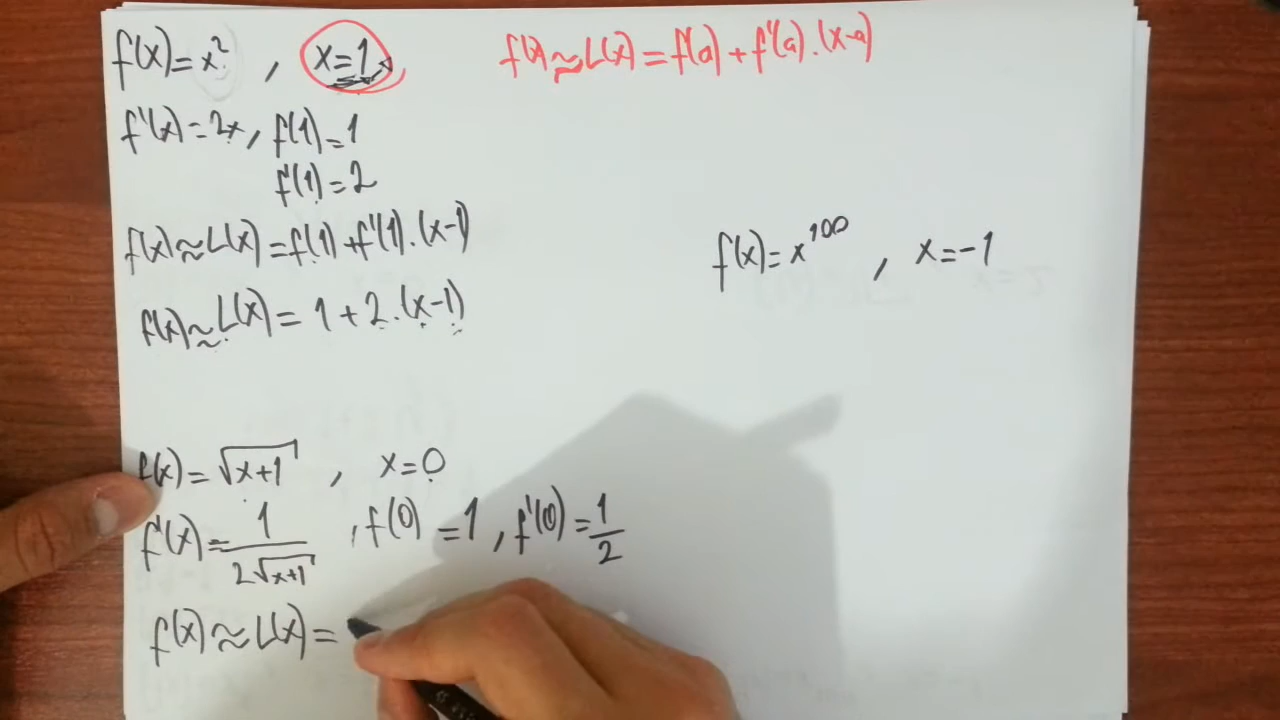 f(x)=x² , x=1
f(x)≈L(x)=f(a)+f'(a).(x-a)
f'(x)=2x, f(1)=1
f'(1)=2
f(x)≈L(x)=f(1)+f'(1).(x-1)
f(x)≈L(x)=1+2.(x-1)
f(x)=x¹⁰⁰ , x=-1
f(x)=√(x+1) , x=0
f'(x)=1/(2√(x+1)) , f(0)=1, f'(0)=1/2
f(x)≈L(x)=